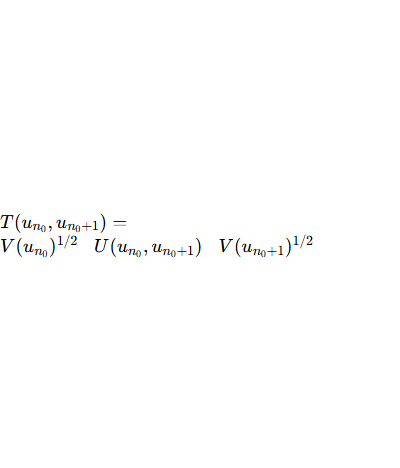 T(u_{n_0}, u_{n_0+1}) =
V(u_{n_0})^{1/2} U(u_{n_0}, u_{n_0+1}) V(u_{n_0+1})^{1/2}